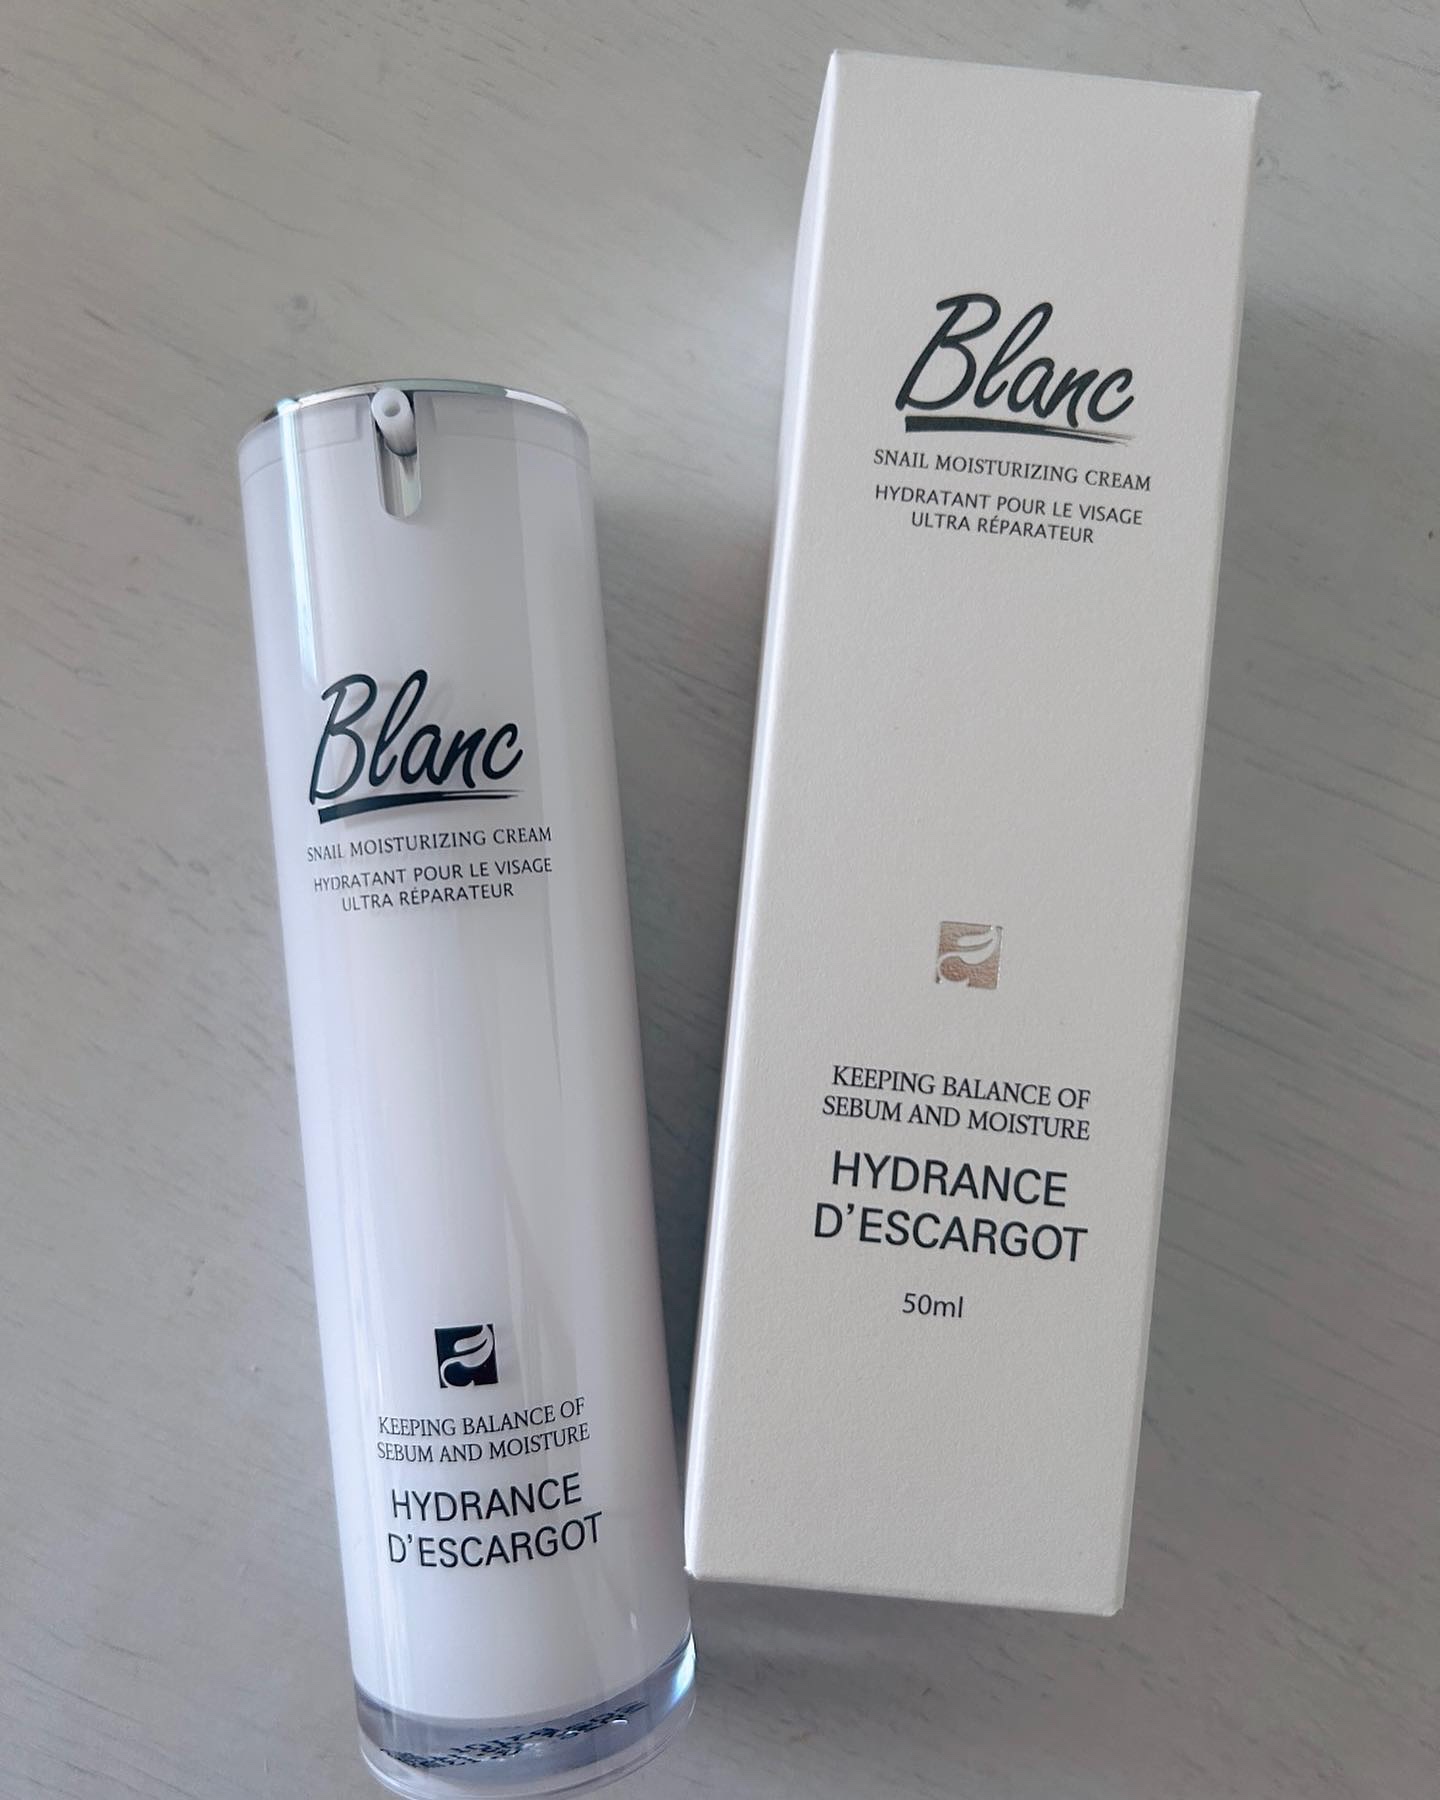 Blanc
SNAIL MOISTURIZING CREAM
HYDRATANT POUR LE VISAGE
ULTRA RÉPARATEUR
KEEPING BALANCE OF
SEBUM AND MOISTURE
HYDRANCE
D'ESCARGOT
Blanc
SNAIL MOISTURIZING CREAM
HYDRATANT POUR LE VISAGE
ULTRA RÉPARATEUR
KEEPING BALANCE OF
SEBUM AND MOISTURE
HYDRANCE
D'ESCARGOT
50ml